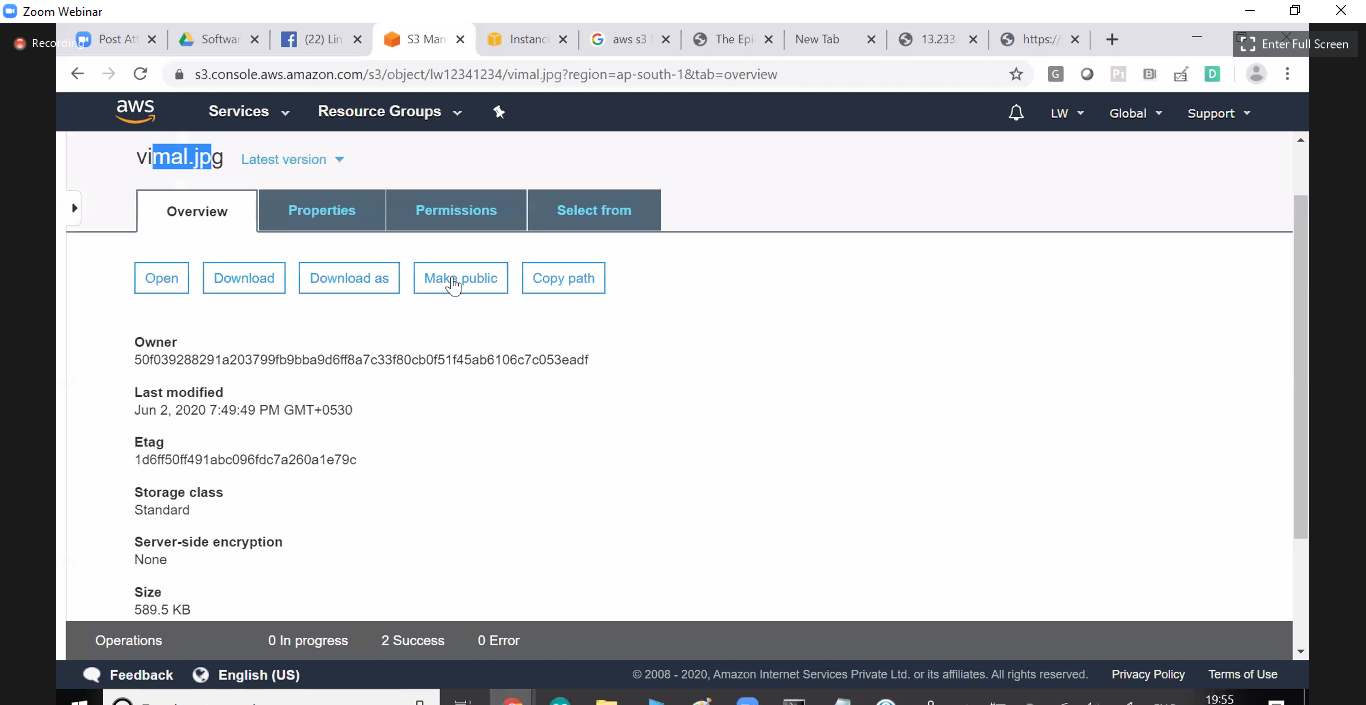 Zoom Webinar
Recording
Post Att
Softwar
(22) Lin
S3 Man
Instanc
aws s3
The Epi
New Tab
13.233.
https:/
Enter Full Screen
s3.console.aws.amazon.com/s3/object/lw12341234/vimal.jpg?region=ap-south-1&tab=overview
aws
Services
Resource Groups
LW
Global
Support
vimal.jpg
Latest version
Overview
Properties
Permissions
Select from
Open
Download
Download as
Make public
Copy path
Owner
50f039288291a203799fb9bba9d6ff8a7c33f80cb0f51f45ab6106c7c053eadf
Last modified
Jun 2, 2020 7:49:49 PM GMT+0530
Etag
1d6ff50ff491abc096fdc7a260a1e79c
Storage class
Standard
Server-side encryption
None
Size
589.5 KB
Operations
0 In progress
2 Success
0 Error
Feedback
English (US)
© 2008 - 2020, Amazon Internet Services Private Ltd. or its affiliates. All rights reserved.
Privacy Policy
Terms of Use
19:55